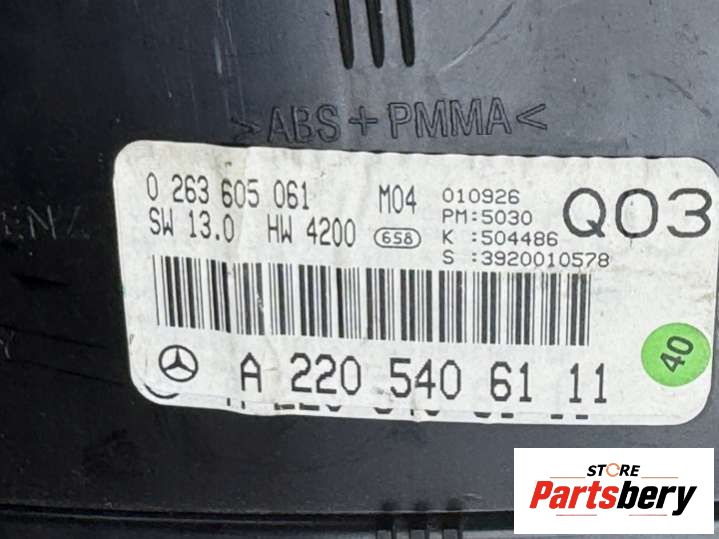 >ABS+PMMA<
0 263 605 061 M04 010926 Q03
SW 13.0 HW 4200 658 PM:5030
K :504486
S :3920010578
40
A 220 540 61 11
STORE
Partsbery